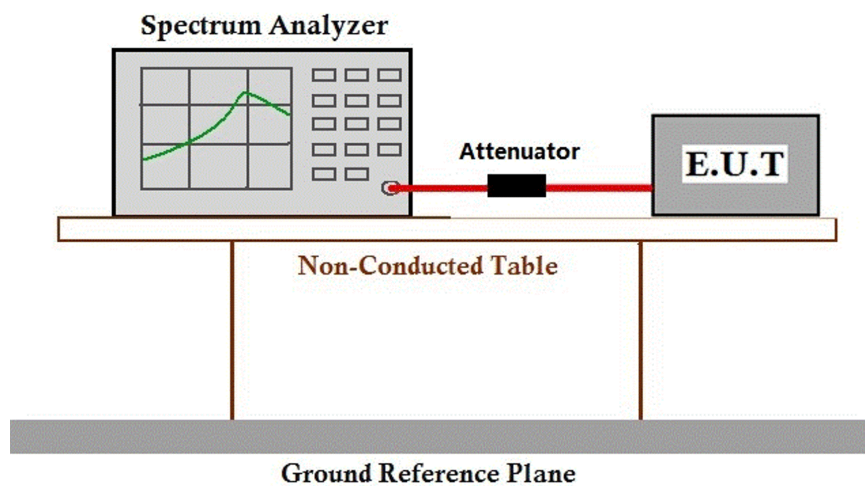 Spectrum Analyzer
Attenuator
E.U.T
Non-Conducted Table
Ground Reference Plane